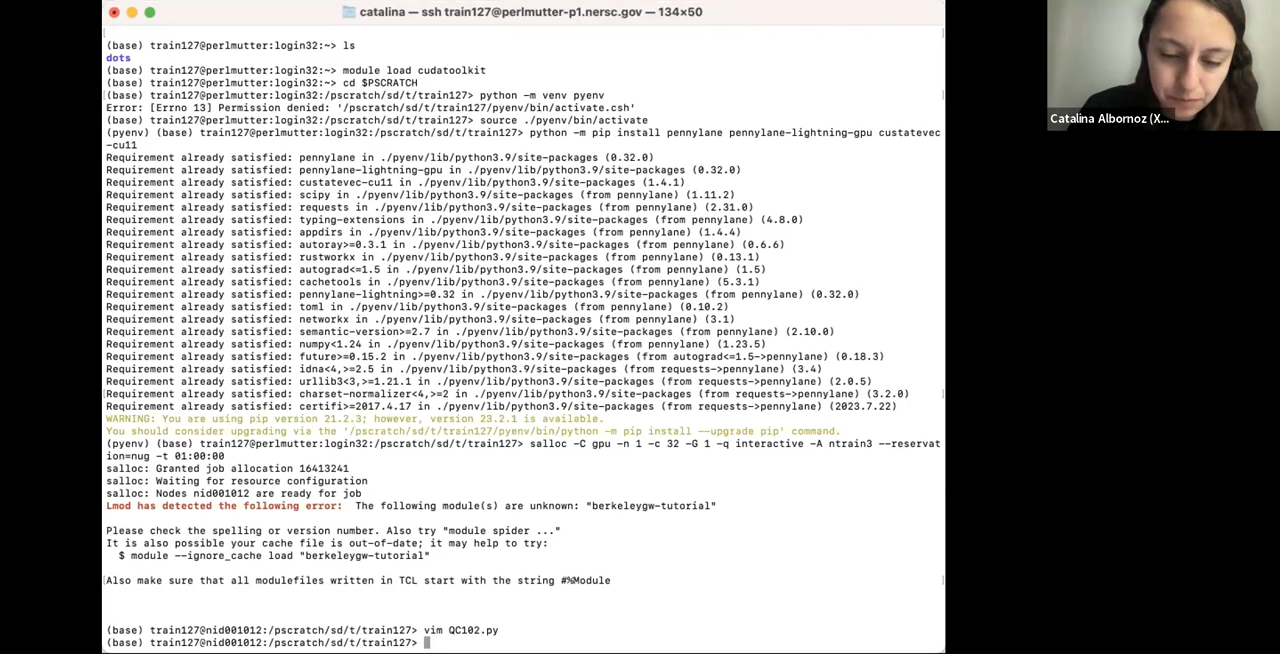 catalina — ssh train127@perlmutter-p1.nersc.gov — 134×50
(base) train127@perlmutter:login32:~> ls
dots
(base) train127@perlmutter:login32:~> module load cudatoolkit
(base) train127@perlmutter:login32:~> cd $PSCRATCH
(base) train127@perlmutter:login32:/pscratch/sd/t/train127> python -m venv pyenv
Error: [Errno 13] Permission denied: '/pscratch/sd/t/train127/pyenv/bin/activate.csh'
(base) train127@perlmutter:login32:/pscratch/sd/t/train127> source ./pyenv/bin/activate
(pyenv) (base) train127@perlmutter:login32:/pscratch/sd/t/train127> python -m pip install pennylane pennylane-lightning-gpu custatevec
-cu11
Requirement already satisfied: pennylane in ./pyenv/lib/python3.9/site-packages (0.32.0)
Requirement already satisfied: pennylane-lightning-gpu in ./pyenv/lib/python3.9/site-packages (0.32.0)
Requirement already satisfied: custatevec-cu11 in ./pyenv/lib/python3.9/site-packages (1.4.1)
Requirement already satisfied: scipy in ./pyenv/lib/python3.9/site-packages (from pennylane) (1.11.2)
Requirement already satisfied: requests in ./pyenv/lib/python3.9/site-packages (from pennylane) (2.31.0)
Requirement already satisfied: typing-extensions in ./pyenv/lib/python3.9/site-packages (from pennylane) (4.8.0)
Requirement already satisfied: appdirs in ./pyenv/lib/python3.9/site-packages (from pennylane) (1.4.4)
Requirement already satisfied: autoray>=0.3.1 in ./pyenv/lib/python3.9/site-packages (from pennylane) (0.6.6)
Requirement already satisfied: rustworkx in ./pyenv/lib/python3.9/site-packages (from pennylane) (0.13.1)
Requirement already satisfied: autograd<=1.5 in ./pyenv/lib/python3.9/site-packages (from pennylane) (1.5)
Requirement already satisfied: cachetools in ./pyenv/lib/python3.9/site-packages (from pennylane) (5.3.1)
Requirement already satisfied: pennylane-lightning>=0.32 in ./pyenv/lib/python3.9/site-packages (from pennylane) (0.32.0)
Requirement already satisfied: toml in ./pyenv/lib/python3.9/site-packages (from pennylane) (0.10.2)
Requirement already satisfied: networkx in ./pyenv/lib/python3.9/site-packages (from pennylane) (3.1)
Requirement already satisfied: semantic-version>=2.7 in ./pyenv/lib/python3.9/site-packages (from pennylane) (2.10.0)
Requirement already satisfied: numpy<1.24 in ./pyenv/lib/python3.9/site-packages (from pennylane) (1.23.5)
Requirement already satisfied: future>=0.15.2 in ./pyenv/lib/python3.9/site-packages (from autograd<=1.5->pennylane) (0.18.3)
Requirement already satisfied: idna<4,>=2.5 in ./pyenv/lib/python3.9/site-packages (from requests->pennylane) (3.4)
Requirement already satisfied: urllib3<3,>=1.21.1 in ./pyenv/lib/python3.9/site-packages (from requests->pennylane) (2.0.5)
Requirement already satisfied: charset-normalizer<4,>=2 in ./pyenv/lib/python3.9/site-packages (from requests->pennylane) (3.2.0)
Requirement already satisfied: certifi>=2017.4.17 in ./pyenv/lib/python3.9/site-packages (from requests->pennylane) (2023.7.22)
WARNING: You are using pip version 21.2.3; however, version 23.2.1 is available.
You should consider upgrading via the '/pscratch/sd/t/train127/pyenv/bin/python -m pip install --upgrade pip' command.
(pyenv) (base) train127@perlmutter:login32:/pscratch/sd/t/train127> salloc -C gpu -n 1 -c 32 -G 1 -q interactive -A ntrain3 --reservat
ion=nug -t 01:00:00
salloc: Granted job allocation 16413241
salloc: Waiting for resource configuration
salloc: Nodes nid001012 are ready for job
Lmod has detected the following error:  The following module(s) are unknown: "berkeleygw-tutorial"
Please check the spelling or version number. Also try "module spider ..."
It is also possible your cache file is out-of-date; it may help to try:
$ module --ignore_cache load "berkeleygw-tutorial"
Also make sure that all modulefiles written in TCL start with the string #%Module
(base) train127@nid001012:/pscratch/sd/t/train127> vim QC102.py
(base) train127@nid001012:/pscratch/sd/t/train127>
Catalina Albornoz (X...